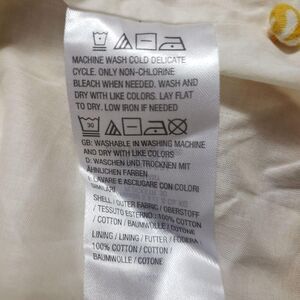 MACHINE WASH COLD DELICATE
CYCLE. ONLY NON-CHLORINE
BLEACH WHEN NEEDED. WASH AND
DRY WITH LIKE COLORS. LAY FLAT
TO DRY. LOW IRON IF NEEDED
30
GB: WASHABLE IN WASHING MACHINE
AND DRY WITH LIKE COLORS
D: WASCHEN UND TROCKNEN MIT
ÄHNLICHEN FARBEN
I: LAVARE E ASCIUGARE CON COLORI
SIMILARI
SHELL / OUTER FABRIC / OBERSTOFF
/ TESSUTO ESTERNO: 100% COTTON
/ COTTON / BAUMWOLLE / COTONE
LINING / LINING / FUTTER / FODERA:
100% COTTON / COTTON /
BAUMWOLLE / COTONE